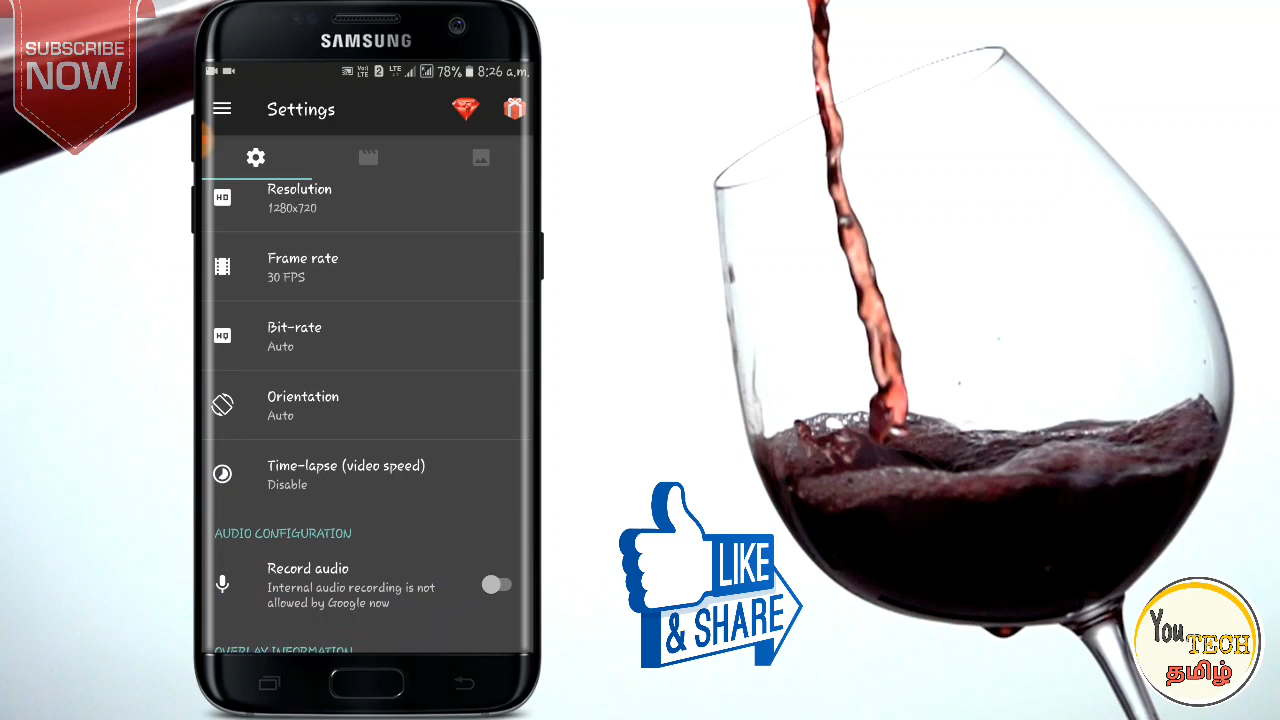 SUBSCRIBE
NOW
SAMSUNG
78% 8:26 a.m.
Settings
Resolution
1280x720
Frame rate
30 FPS
Bit-rate
Auto
Orientation
Auto
Time-lapse (video speed)
Disable
AUDIO CONFIGURATION
Record audio
Internal audio recording is not
allowed by Google now
OVERLAY INFORMATION
LIKE
& SHARE
You
TECH
தமிழ்